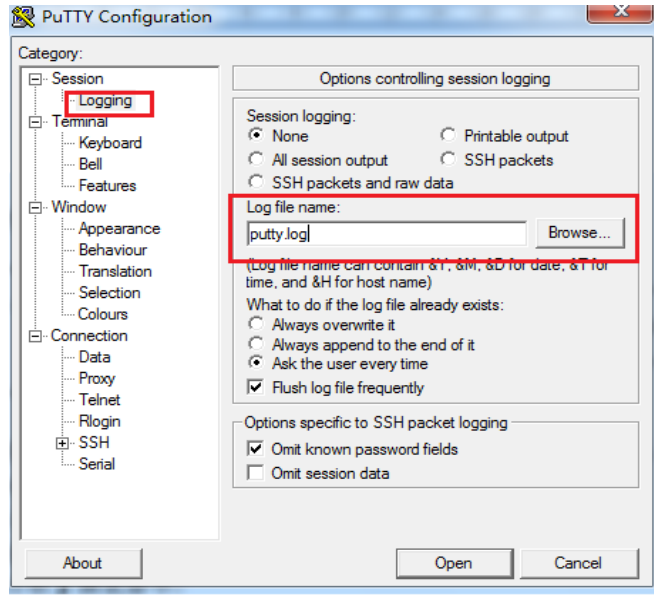 PuTTY Configuration
Category:
Session
Logging
Terminal
Keyboard
Bell
Features
Window
Appearance
Behaviour
Translation
Selection
Colours
Connection
Data
Proxy
Telnet
Rlogin
SSH
Serial
Options controlling session logging
Session logging:
None
Printable output
All session output
SSH packets
SSH packets and raw data
Log file name:
putty.log
Browse...
(Log file name can contain &Y, &M, &D for date, &T for
time, and &H for host name)
What to do if the log file already exists:
Always overwrite it
Always append to the end of it
Ask the user every time
Flush log file frequently
Options specific to SSH packet logging
Omit known password fields
Omit session data
About
Open
Cancel